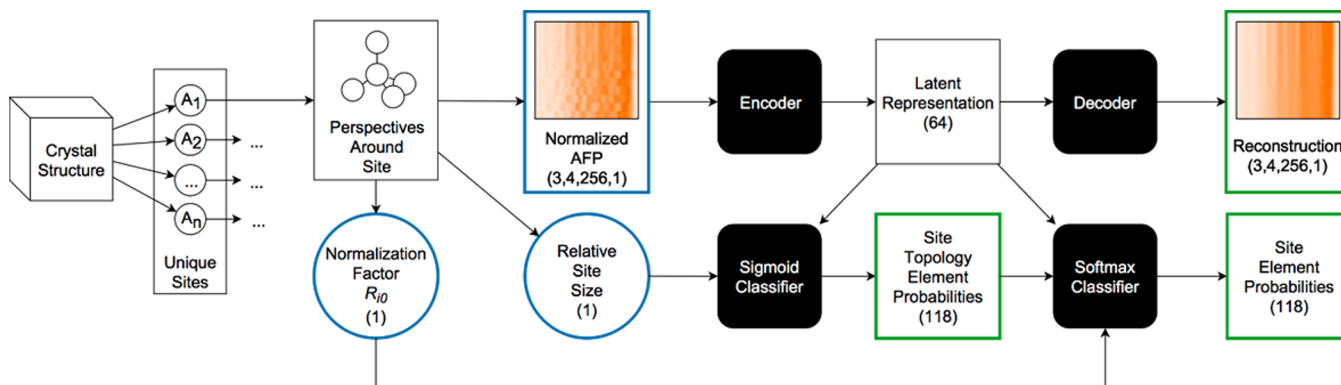 Crystal
Structure
A1
A2
...
An
...
...
...
Unique
Sites
Perspectives
Around
Site
Normalized
AFP
(3,4,256,1)
Encoder
Latent
Representation
(64)
Decoder
Reconstruction
(3,4,256,1)
Normalization
Factor
Ri0
(1)
Relative
Site
Size
(1)
Sigmoid
Classifier
Site
Topology
Element
Probabilities
(118)
Softmax
Classifier
Site
Element
Probabilities
(118)